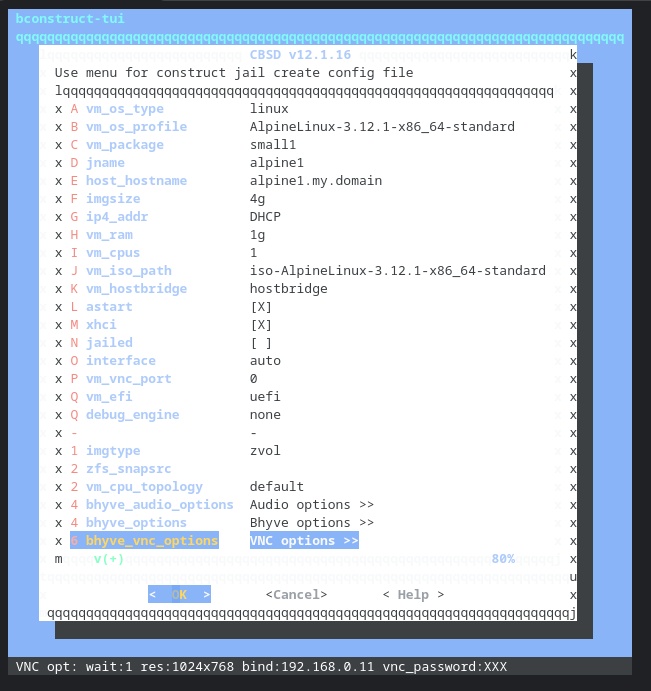 bconstruct-tui
qqqqqqqqqqqqqqqqqqqqqqqqqqqqqqqqqqqqqqqqqqqqqqqqqqqqqqqqqqqqqqqqqqqqqqqqqqqqqq
CBSD v12.1.16 k
Use menu for construct jail create config file x
lqqqqqqqqqqqqqqqqqqqqqqqqqqqqqqqqqqqqqqqqqqqqqqqqqqqqqqqqqqqqqqq x
x A vm_os_type linux x
x B vm_os_profile AlpineLinux-3.12.1-x86_64-standard x
x C vm_package small1 x
x D jname alpine1 x
x E host_hostname alpine1.my.domain x
x F imgsize 4g x
x G ip4_addr DHCP x
x H vm_ram 1g x
x I vm_cpus 1 x
x J vm_iso_path iso-AlpineLinux-3.12.1-x86_64-standard x
x K vm_hostbridge hostbridge x
x L astart [X] x
x M xhci [X] x
x N jailed [ ] x
x O interface auto x
x P vm_vnc_port 0 x
x Q vm_efi uefi x
x Q debug_engine none x
x - - x
x 1 imgtype zvol x
x 2 zfs_snapsrc x
x 2 vm_cpu_topology default x
x 4 bhyve_audio_options Audio options >> x
x 4 bhyve_options Bhyve options >> x
x 6 bhyve_vnc_options VNC options >> x
m v(+) 80% x
u
< OK > <Cancel> < Help > x
qqqqqqqqqqqqqqqqqqqqqqqqqqqqqqqqqqqqqqqqqqqqqqqqqqqqqqqqqqqqqqqqqqqj
VNC opt: wait:1 res:1024x768 bind:192.168.0.11 vnc_password:XXX